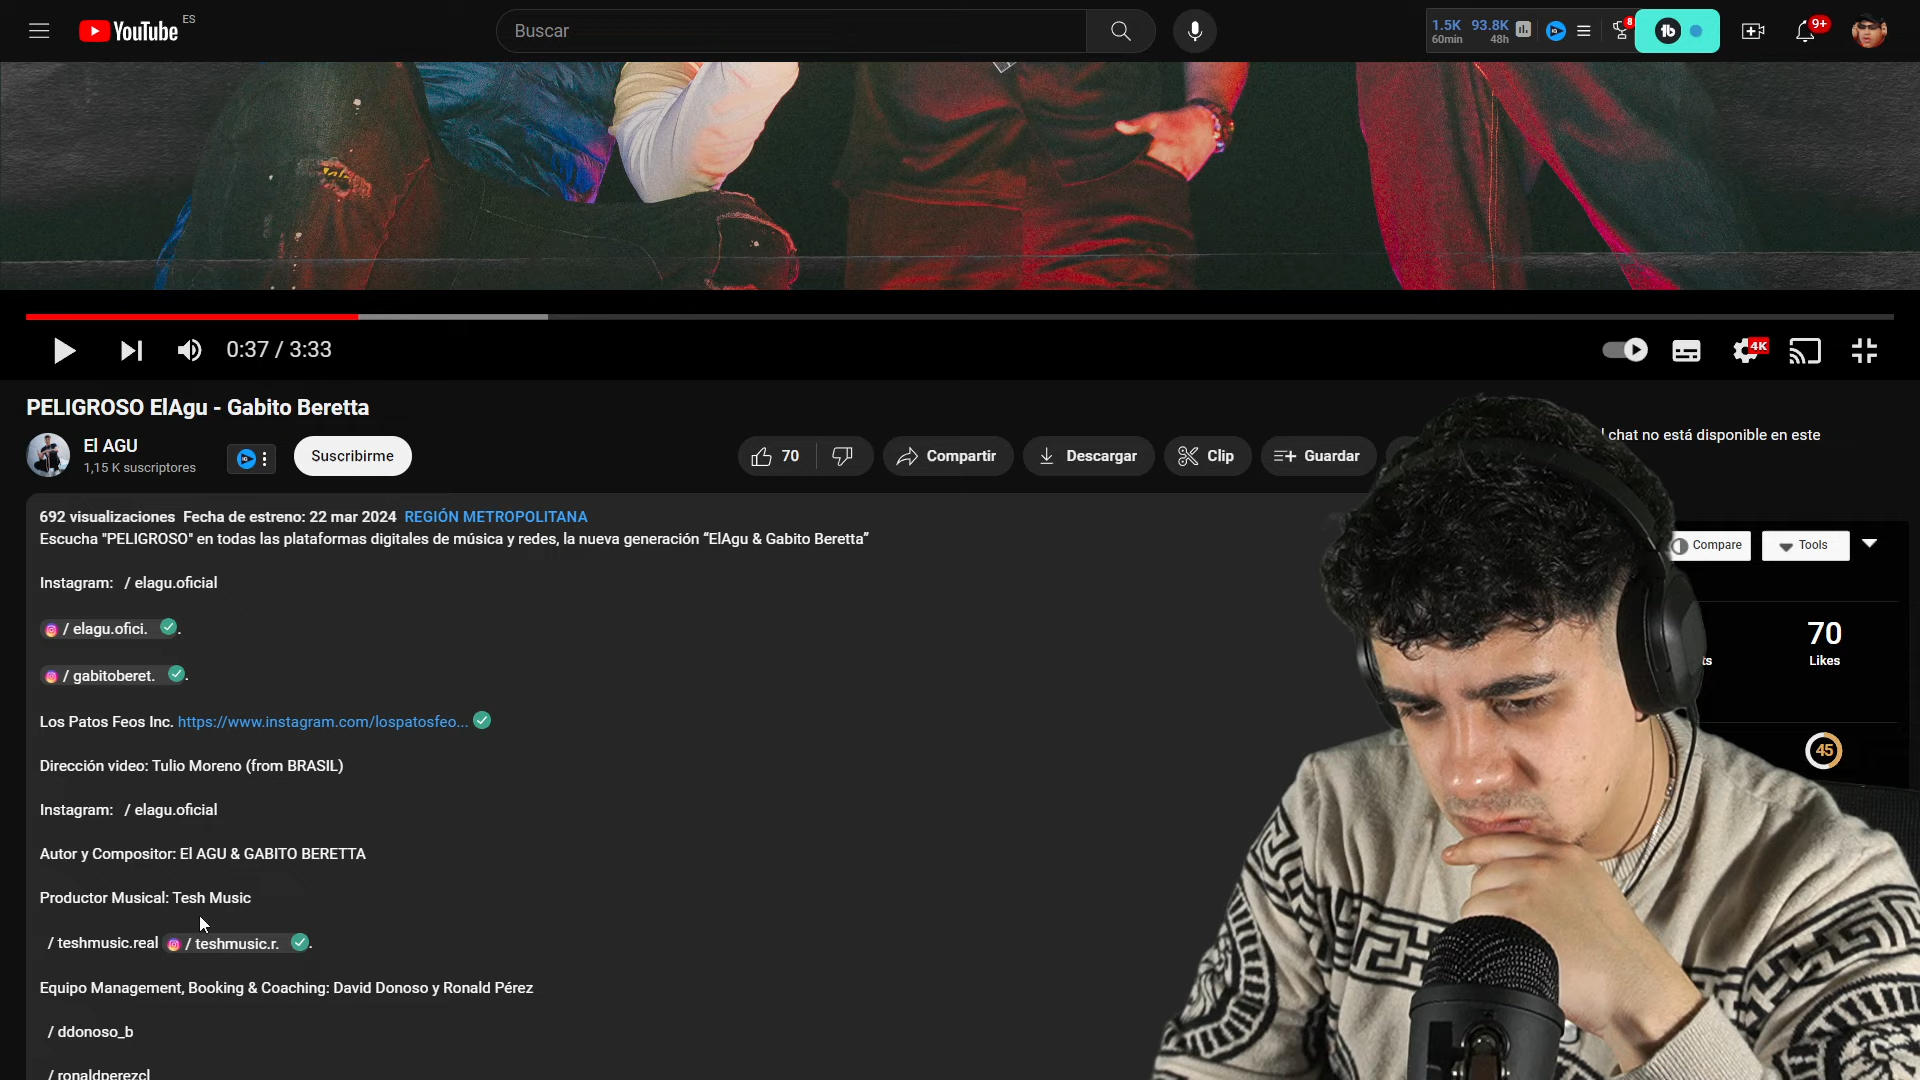 YouTube ES
Buscar
1.5K 93.8K
60min 48h
8
9+
0:37 / 3:33
4K
PELIGROSO ElAgu - Gabito Beretta
El AGU
1,15 K suscriptores
Suscribirme
70
Compartir
Descargar
Clip
Guardar
chat no está disponible en este
692 visualizaciones Fecha de estreno: 22 mar 2024 REGIÓN METROPOLITANA
Escucha "PELIGROSO" en todas las plataformas digitales de música y redes, la nueva generación “ElAgu & Gabito Beretta”
Compare
Tools
Instagram: / elagu.oficial
/ elagu.ofici. .
70
Likes
/ gabitoberet. .
Los Patos Feos Inc. https://www.instagram.com/lospatosfeo...
45
Dirección video: Tulio Moreno (from BRASIL)
Instagram: / elagu.oficial
Autor y Compositor: El AGU & GABITO BERETTA
Productor Musical: Tesh Music
/ teshmusic.real / teshmusic.r. .
Equipo Management, Booking & Coaching: David Donoso y Ronald Pérez
/ ddonoso_b
/ ronaldperezcl